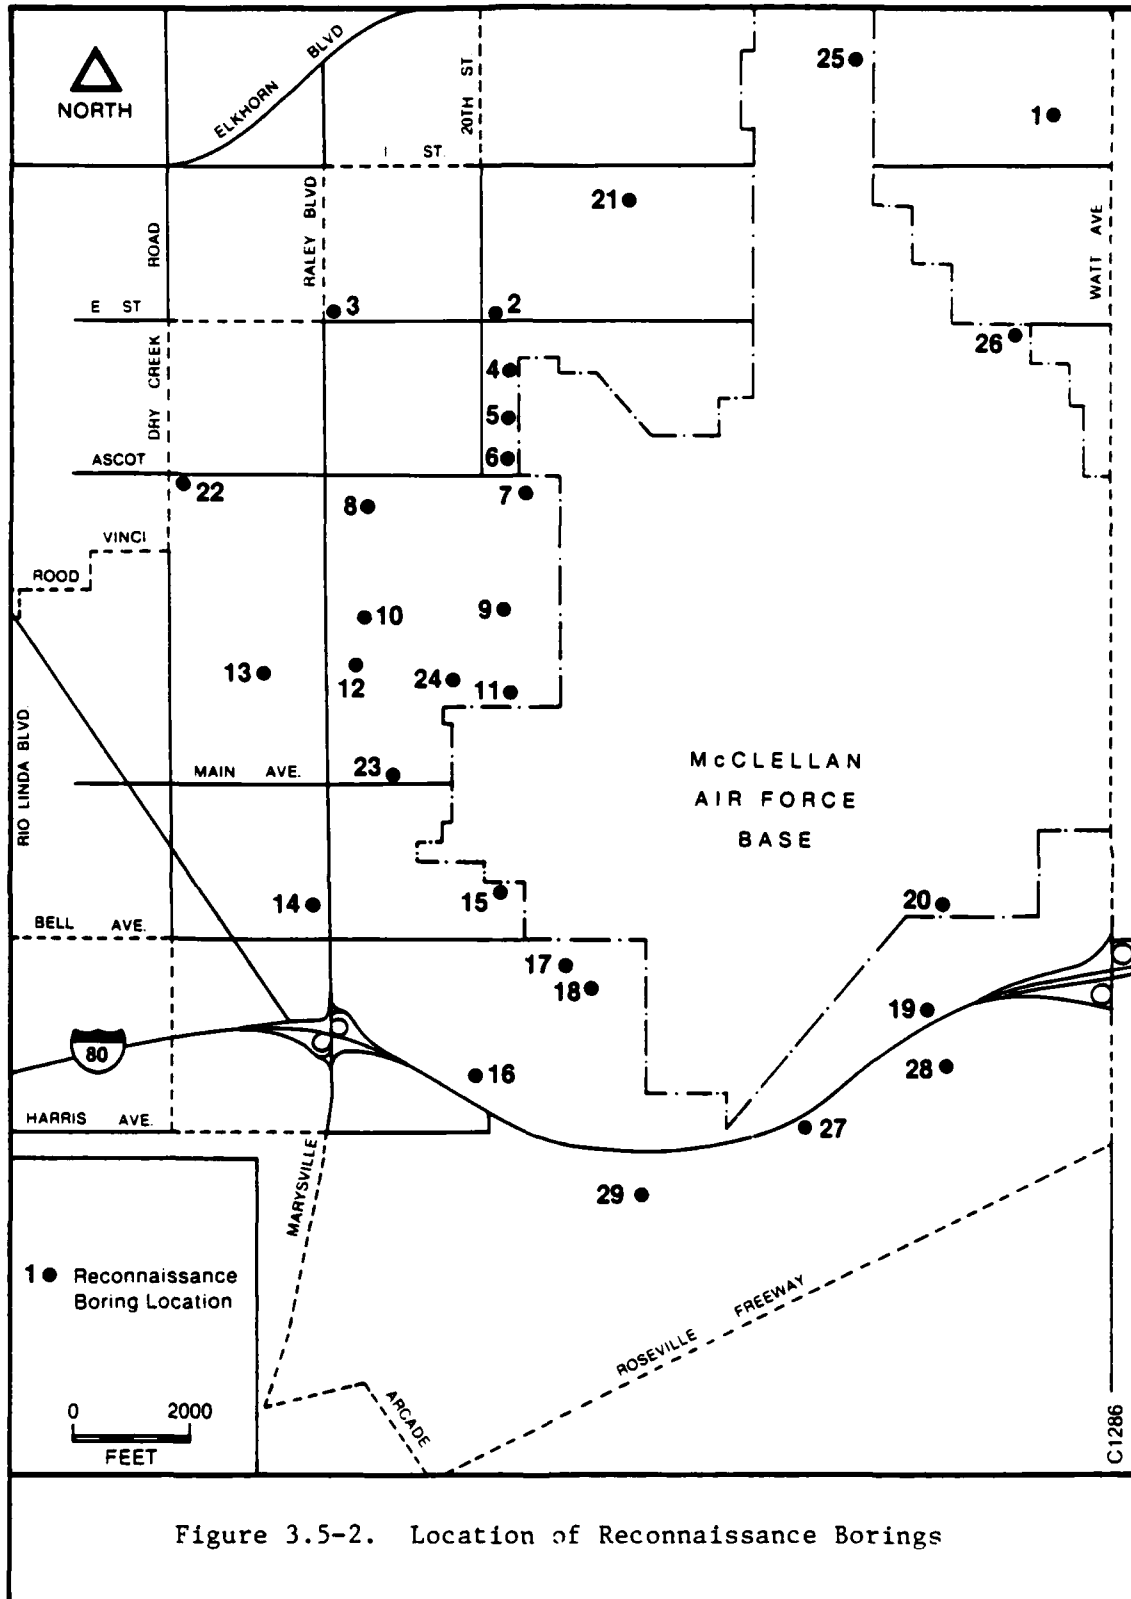 NORTH
ELKHORN BLVD
20TH ST.
I ST.
RALEY BLVD
DRY CREEK ROAD
E ST
ASCOT
VINCI
ROOD
RIO LINDA BLVD.
MAIN AVE.
BELL AVE.
80
HARRIS AVE.
MARYSVILLE
ARCADE
ROSEVILLE FREEWAY
WATT AVE
McCLELLAN
AIR FORCE
BASE
25
1
21
3
2
26
4
5
6
22
8
7
10
9
13
12
24
11
23
14
15
20
17
18
19
16
28
27
29
1 Reconnaissance
Boring Location
0 2000
FEET
C1286
Figure 3.5-2. Location of Reconnaissance Borings